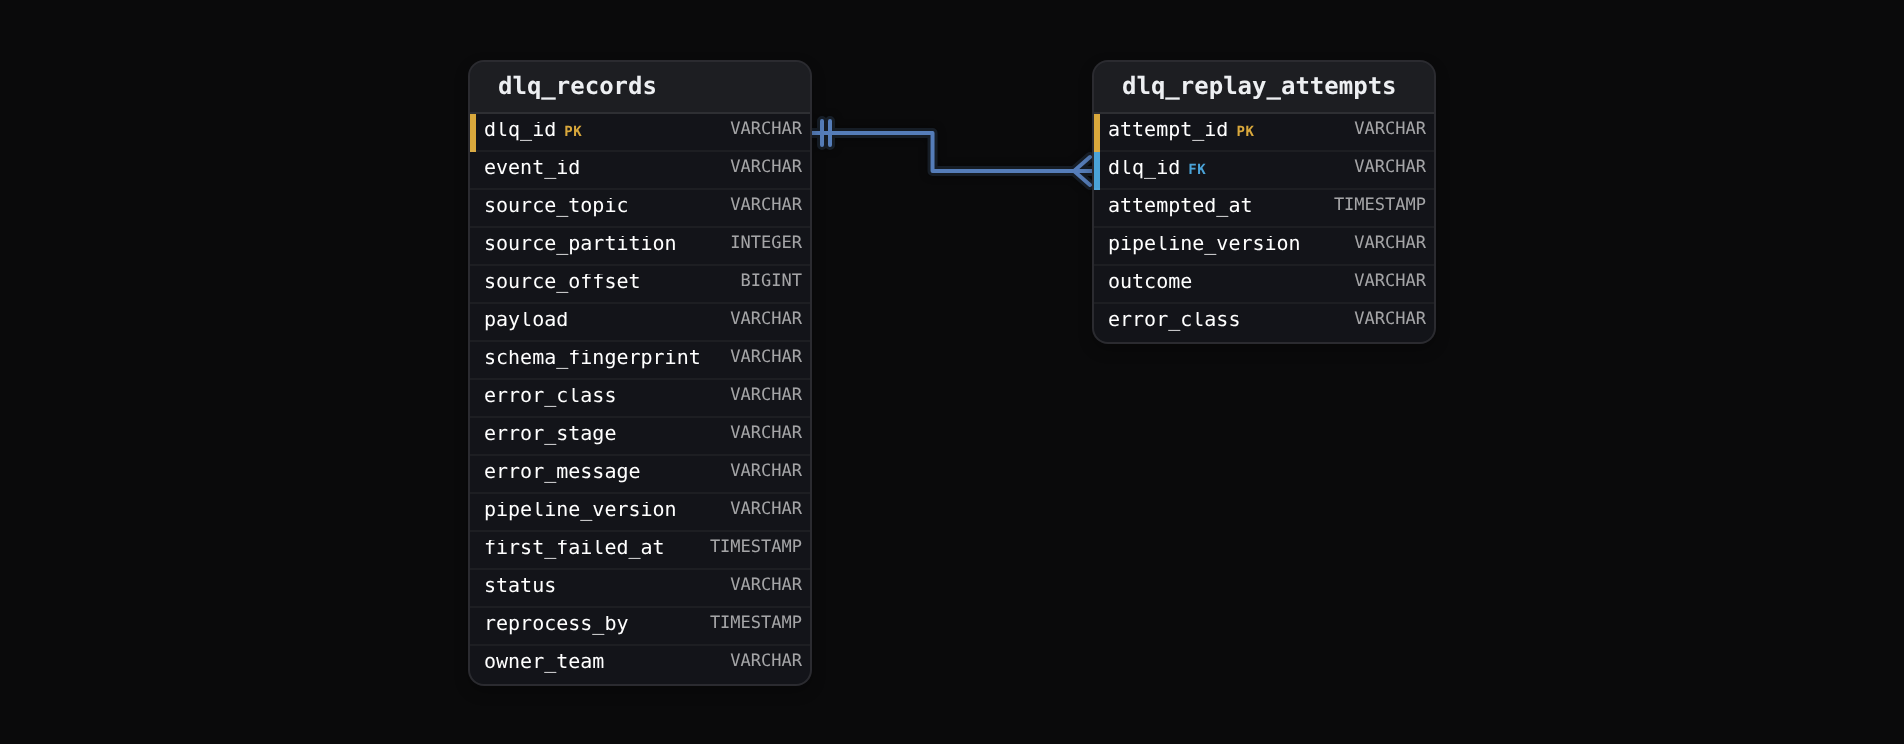 dlq_records
dlq_id PK VARCHAR
event_id VARCHAR
source_topic VARCHAR
source_partition INTEGER
source_offset BIGINT
payload VARCHAR
schema_fingerprint VARCHAR
error_class VARCHAR
error_stage VARCHAR
error_message VARCHAR
pipeline_version VARCHAR
first_failed_at TIMESTAMP
status VARCHAR
reprocess_by TIMESTAMP
owner_team VARCHAR
dlq_replay_attempts
attempt_id PK VARCHAR
dlq_id FK VARCHAR
attempted_at TIMESTAMP
pipeline_version VARCHAR
outcome VARCHAR
error_class VARCHAR